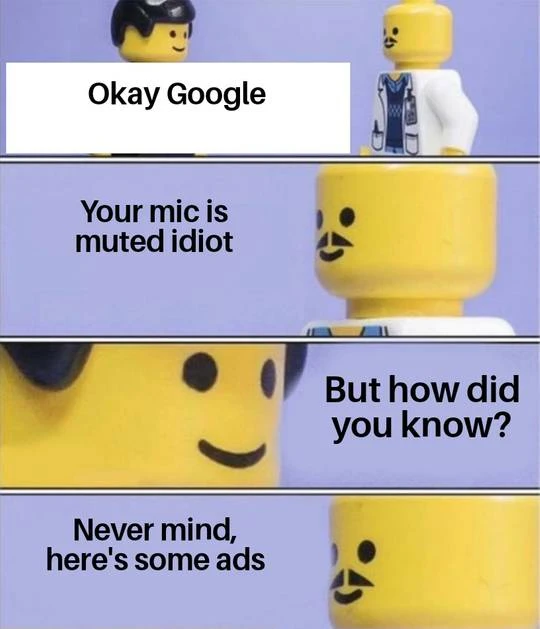 Okay Google
Your mic is
muted idiot
But how did
you know?
Never mind,
here's some ads